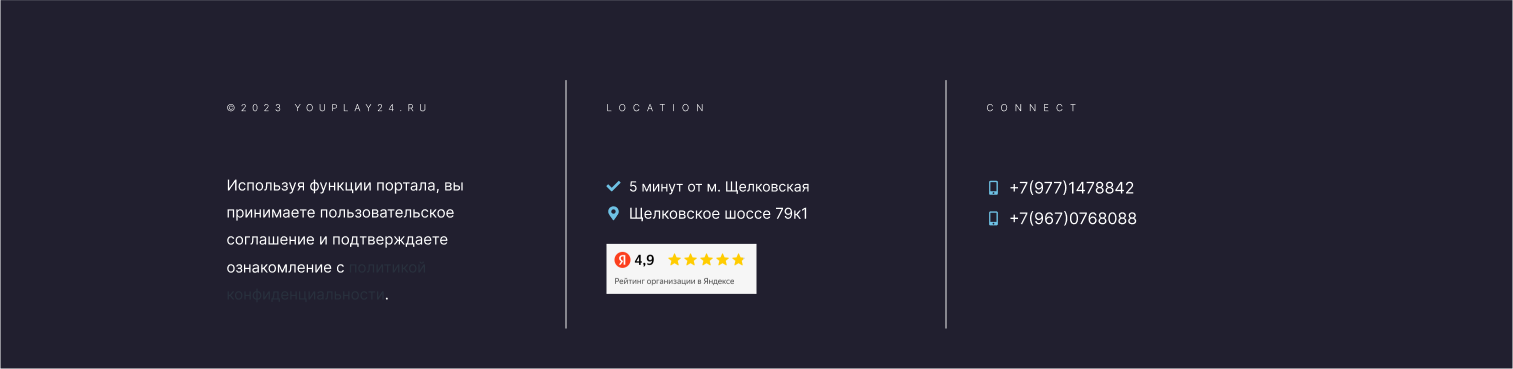 ©2023 YOUPLAY24.RU
Используя функции портала, вы
принимаете пользовательское
соглашение и подтверждаете
ознакомление с политикой
конфиденциальности.
LOCATION
5 минут от м. Щелковская
Щелковское шоссе 79к1
Я 4,9
Рейтинг организации в Яндексе
CONNECT
+7(977)1478842
+7(967)0768088